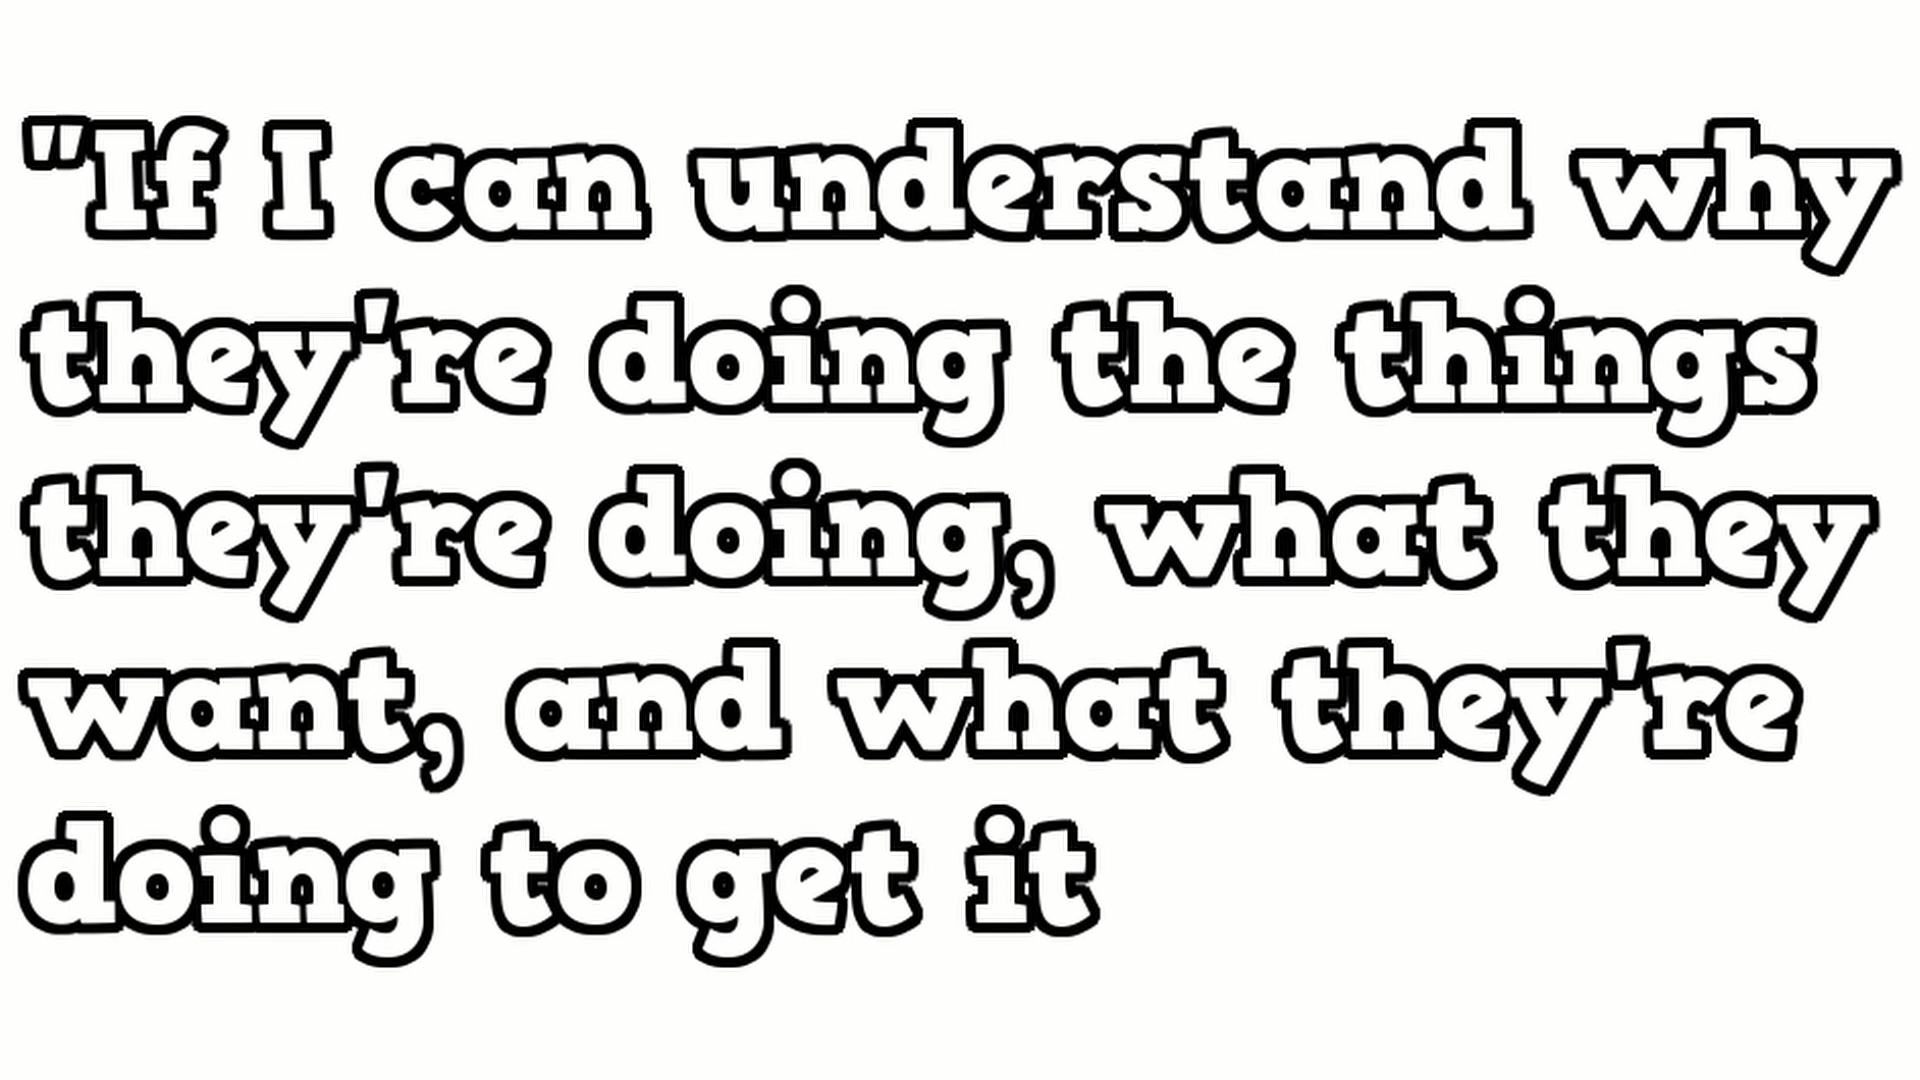 "If I can understand why
they're doing the things
they're doing, what they
want, and what they're
doing to get it